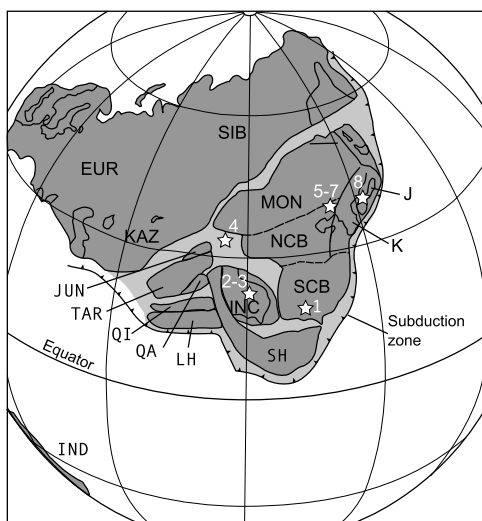 SIB
EUR
8
5-7
MON
J
4
KAZ
NCB
K
JUN
2-3
SCB
TAR
INC
1
QI
Subduction
zone
QA
SH
LH
Equator
IND